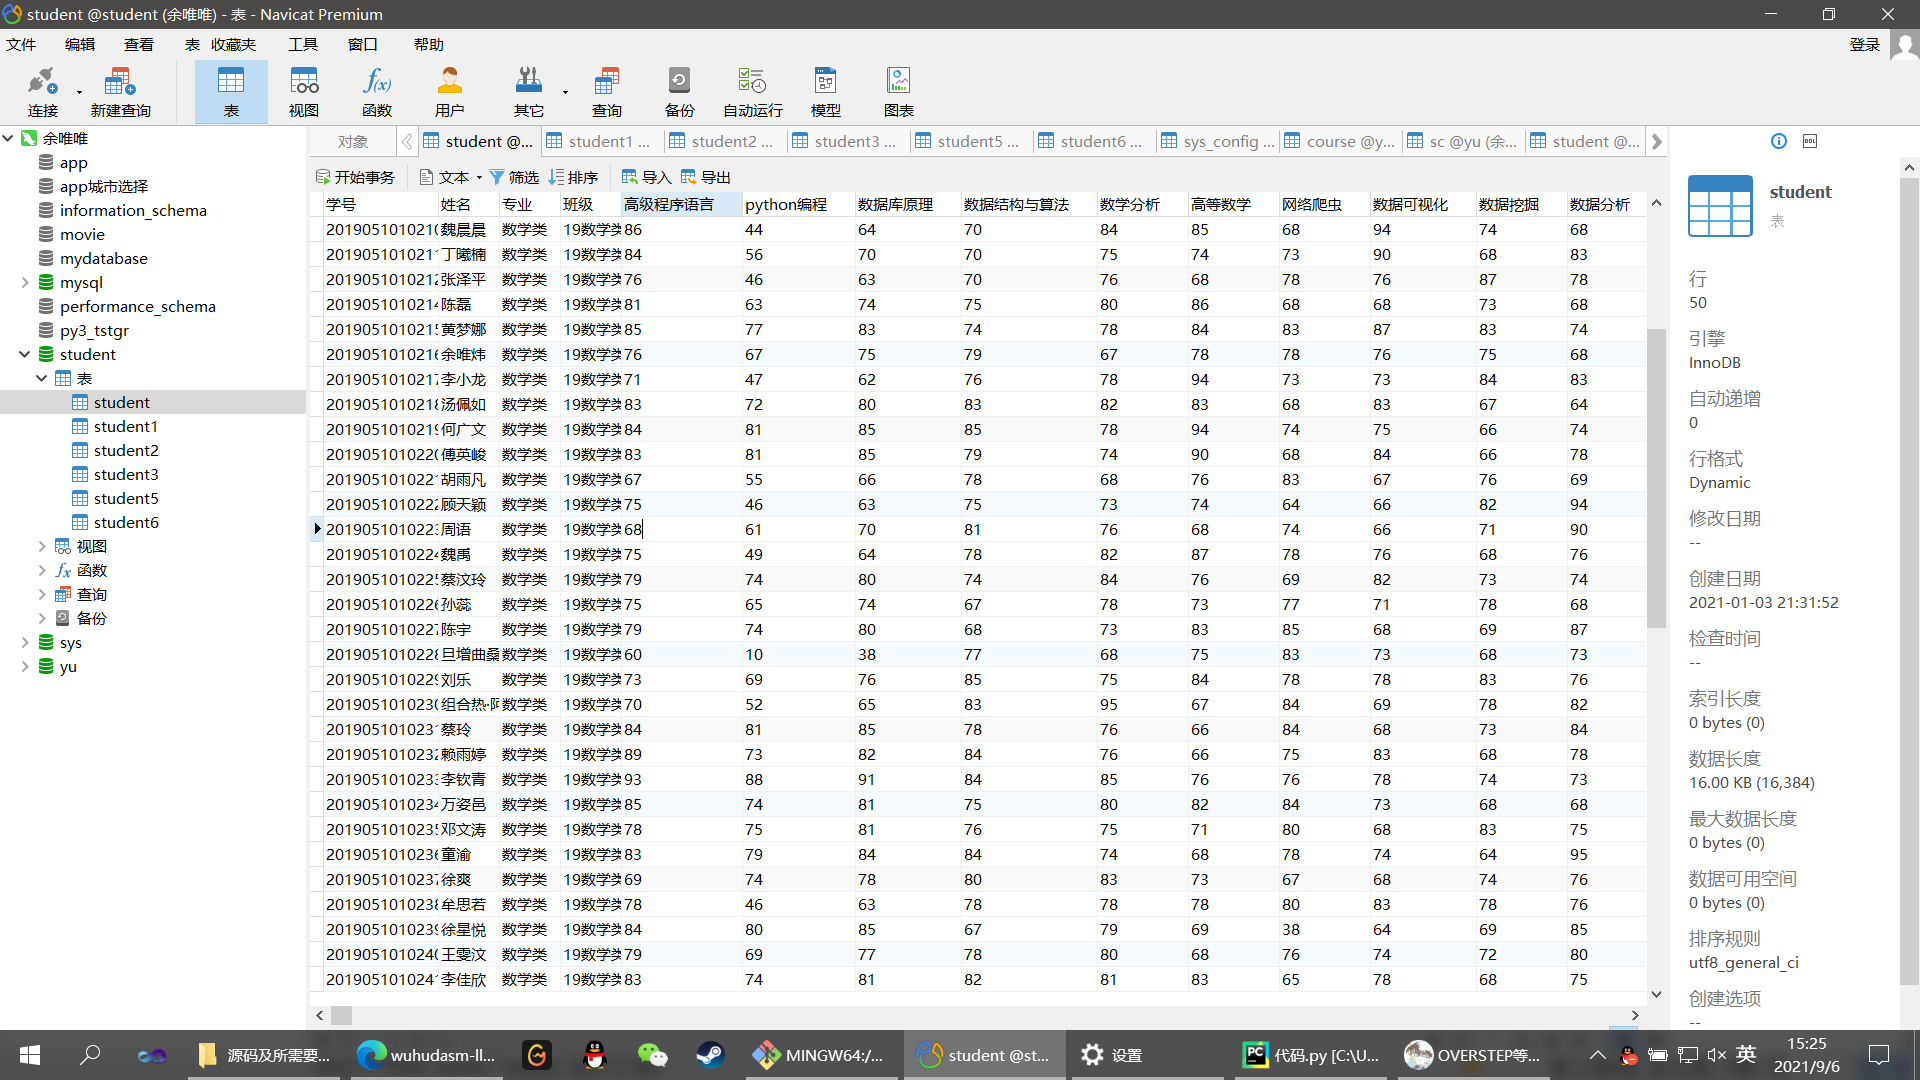 student @student (余唯唯) - 表 - Navicat Premium
文件 编辑 查看 表 收藏夹 工具 窗口 帮助 登录
连接 新建查询 表 视图 函数 用户 其它 查询 备份 自动运行 模型 图表
余唯唯
app
app城市选择
information_schema
movie
mydatabase
mysql
performance_schema
py3_tstgr
student
表
student
student1
student2
student3
student5
student6
视图
函数
查询
备份
sys
yu
对象 student @... student1 ... student2 ... student3 ... student5 ... student6 ... sys_config ... course @y... sc @yu (余... student @...
开始事务 文本 筛选 排序 导入 导出
学号 姓名 专业 班级 高级程序语言 python编程 数据库原理 数据结构与算法 数学分析 高等数学 网络爬虫 数据可视化 数据挖掘 数据分析
2019051010210 魏晨晨 数学类 19数学类 86 44 64 70 84 85 68 94 74 68
2019051010211 丁曦楠 数学类 19数学类 84 56 70 70 75 74 73 90 68 83
2019051010212 张泽平 数学类 19数学类 76 46 63 70 76 68 78 76 87 78
2019051010214 陈磊 数学类 19数学类 81 63 74 75 80 86 68 68 73 68
2019051010215 黄梦娜 数学类 19数学类 85 77 83 74 78 84 83 87 83 74
2019051010216 余唯炜 数学类 19数学类 76 67 75 79 67 78 78 76 75 68
2019051010217 李小龙 数学类 19数学类 71 47 62 76 78 94 73 73 84 83
2019051010218 汤佩如 数学类 19数学类 83 72 80 83 82 83 68 83 67 64
2019051010219 何广文 数学类 19数学类 84 81 85 85 78 94 74 75 66 74
2019051010220 傅英峻 数学类 19数学类 83 81 85 79 74 90 68 84 66 78
2019051010221 胡雨凡 数学类 19数学类 67 55 66 78 68 76 83 67 76 69
2019051010222 顾天颖 数学类 19数学类 75 46 63 75 73 74 64 66 82 94
2019051010223 周语 数学类 19数学类 68 61 70 81 76 68 74 66 71 90
2019051010224 魏禹 数学类 19数学类 75 49 64 78 82 87 78 76 68 76
2019051010225 蔡汶玲 数学类 19数学类 79 74 80 74 84 76 69 82 73 74
2019051010226 孙蕊 数学类 19数学类 75 65 74 67 78 73 77 71 78 68
2019051010227 陈宇 数学类 19数学类 79 74 80 68 73 83 85 68 69 87
2019051010228 旦增曲桑 数学类 19数学类 60 10 38 77 68 75 83 73 68 73
2019051010229 刘乐 数学类 19数学类 73 69 76 85 75 84 78 78 83 76
2019051010230 组合热·阿 数学类 19数学类 70 52 65 83 95 67 84 69 78 82
2019051010231 蔡玲 数学类 19数学类 84 81 85 78 76 66 84 68 73 84
2019051010232 赖雨婷 数学类 19数学类 89 73 82 84 76 66 75 83 68 78
2019051010233 李钦青 数学类 19数学类 93 88 91 84 85 76 76 78 74 73
2019051010234 万姿邑 数学类 19数学类 85 74 81 75 80 82 84 73 68 68
2019051010235 邓文涛 数学类 19数学类 78 75 81 76 75 71 80 68 83 75
2019051010236 童渝 数学类 19数学类 83 79 84 84 74 68 78 74 64 95
2019051010237 徐爽 数学类 19数学类 69 74 78 80 83 73 67 68 74 76
2019051010238 牟思若 数学类 19数学类 78 46 63 78 78 78 80 83 78 76
2019051010239 徐星悦 数学类 19数学类 84 80 85 67 79 69 38 64 69 85
2019051010240 王雯汶 数学类 19数学类 79 69 77 78 80 68 76 74 72 80
2019051010241 李佳欣 数学类 19数学类 83 74 81 82 81 83 65 78 68 75
student
表
行
50
引擎
InnoDB
自动递增
0
行格式
Dynamic
修改日期
--
创建日期
2021-01-03 21:31:52
检查时间
--
索引长度
0 bytes (0)
数据长度
16.00 KB (16,384)
最大数据长度
0 bytes (0)
数据可用空间
0 bytes (0)
排序规则
utf8_general_ci
创建选项
--
源码及所需要... wuhudasm-ll... MINGW64:/... student @st... 设置 代码.py [C:\U... OVERSTEP等... 英 15:25
2021/9/6